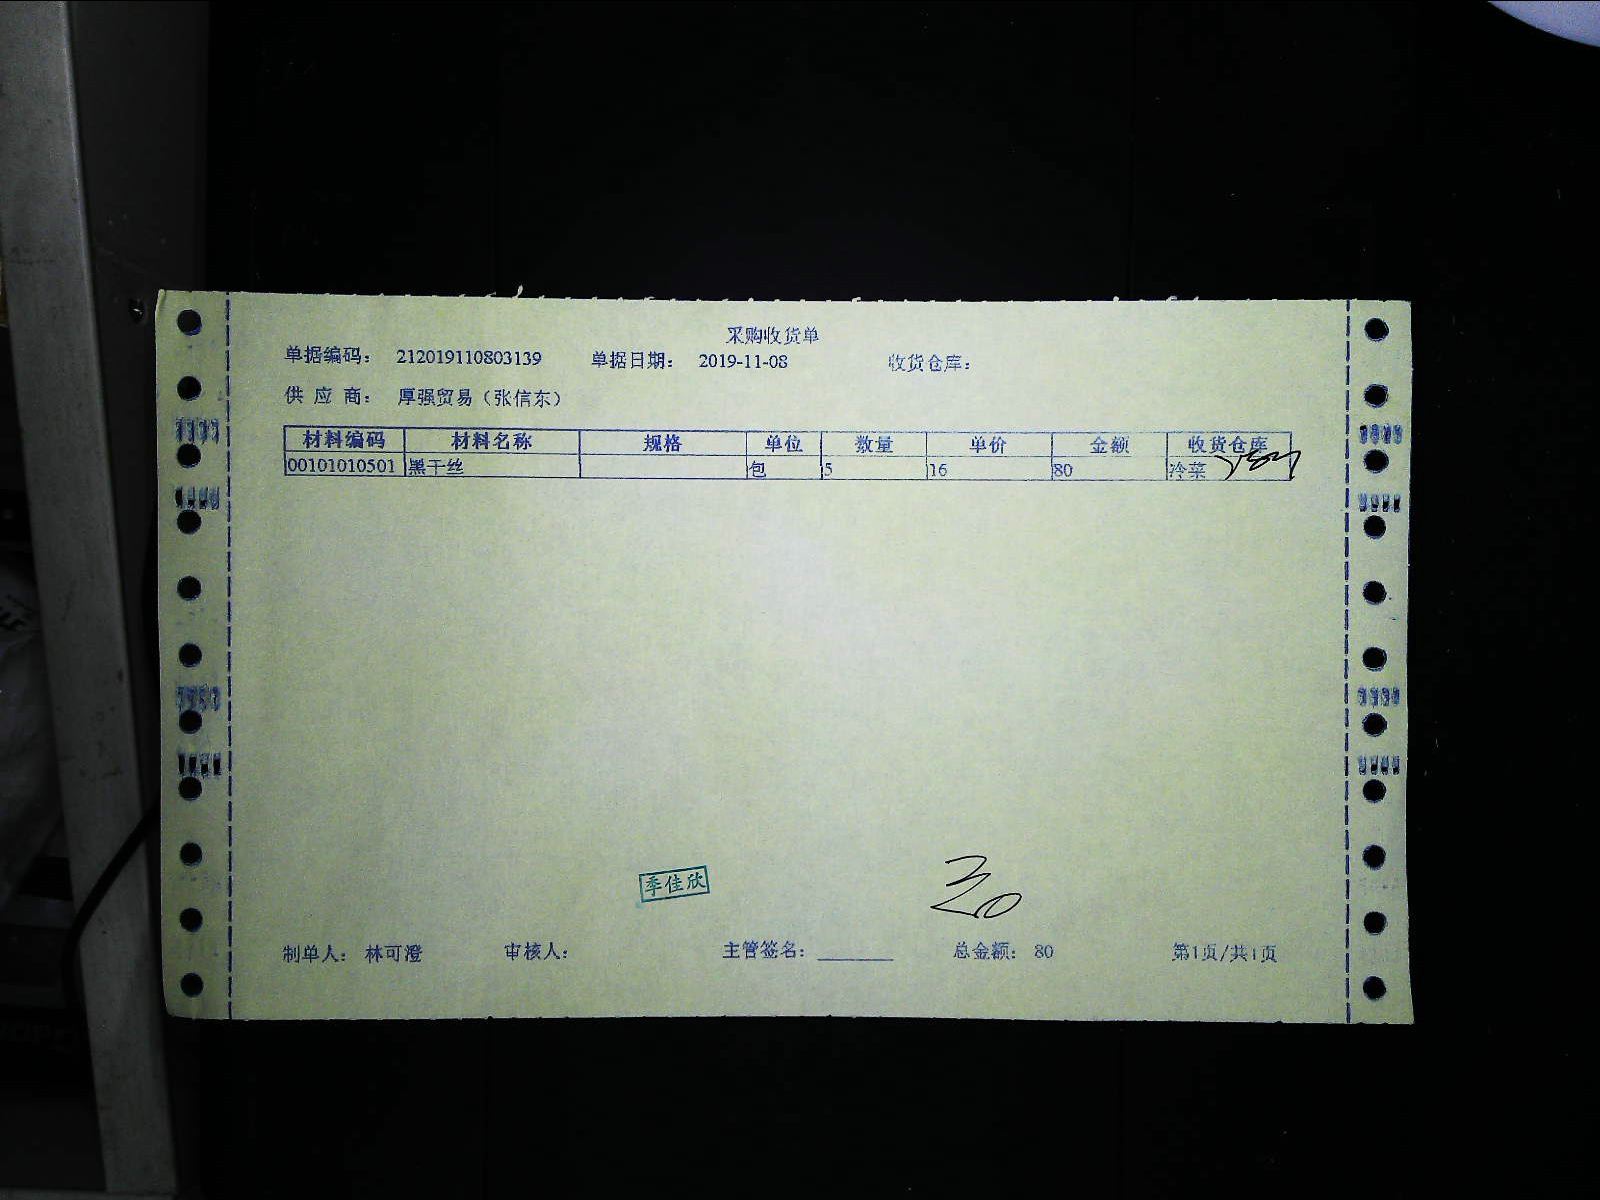 采购收货单
单据编码： 212019110803139 单据日期： 2019-11-08 收货仓库：
供 应 商： 厚强贸易（张信东）
材料编码 材料名称 规格 单位 数量 单价 金额 收货仓库
00101010501 黑干丝 包 5 16 80 冷菜
季佳欣
制单人： 林可澄 审核人： 主管签名： ________ 总金额： 80 第1页/共1页